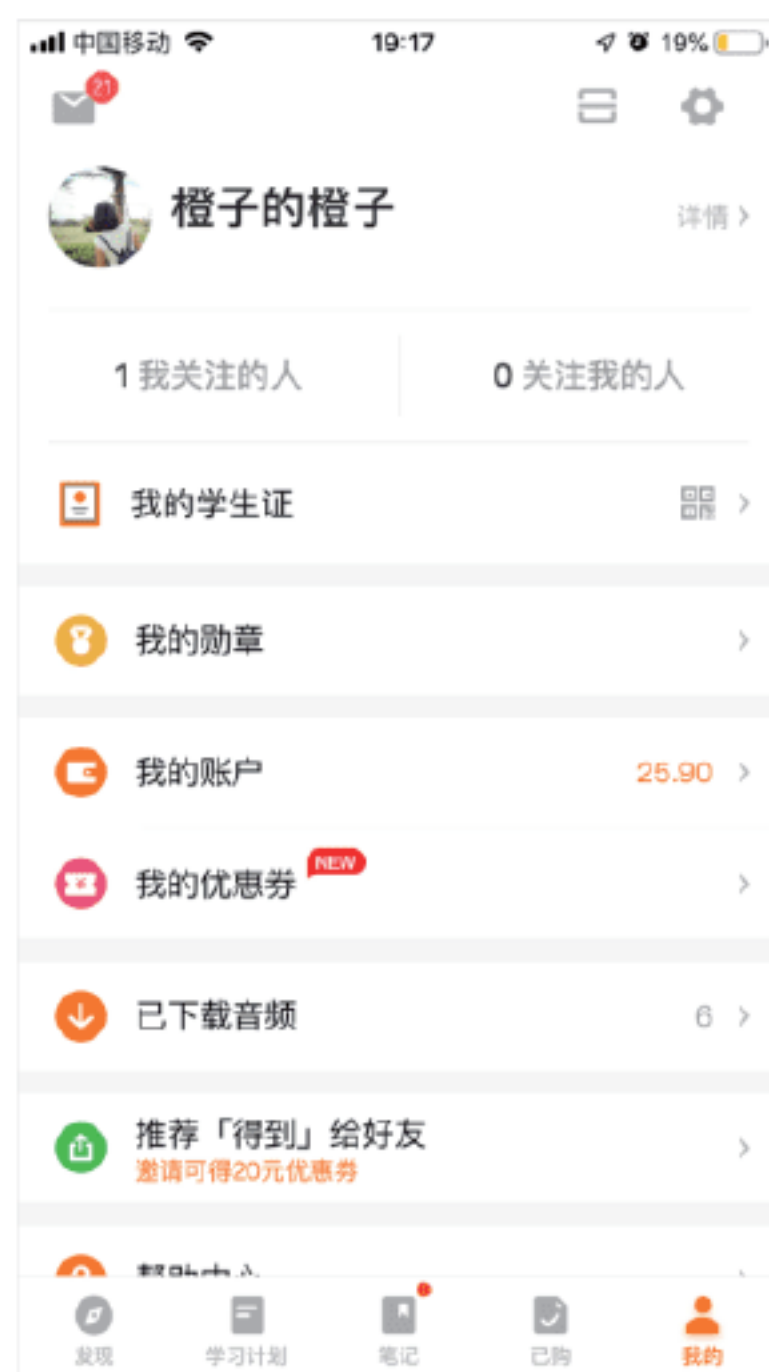 中国移动 19:17 19%
21
橙子的橙子 详情
1 我关注的人 0 关注我的人
我的学生证
我的勋章
我的账户 25.90
我的优惠券 NEW
已下载音频 6
推荐「得到」给好友
邀请可得20元优惠券
帮助中心
发现 学习计划 笔记 已购 我的